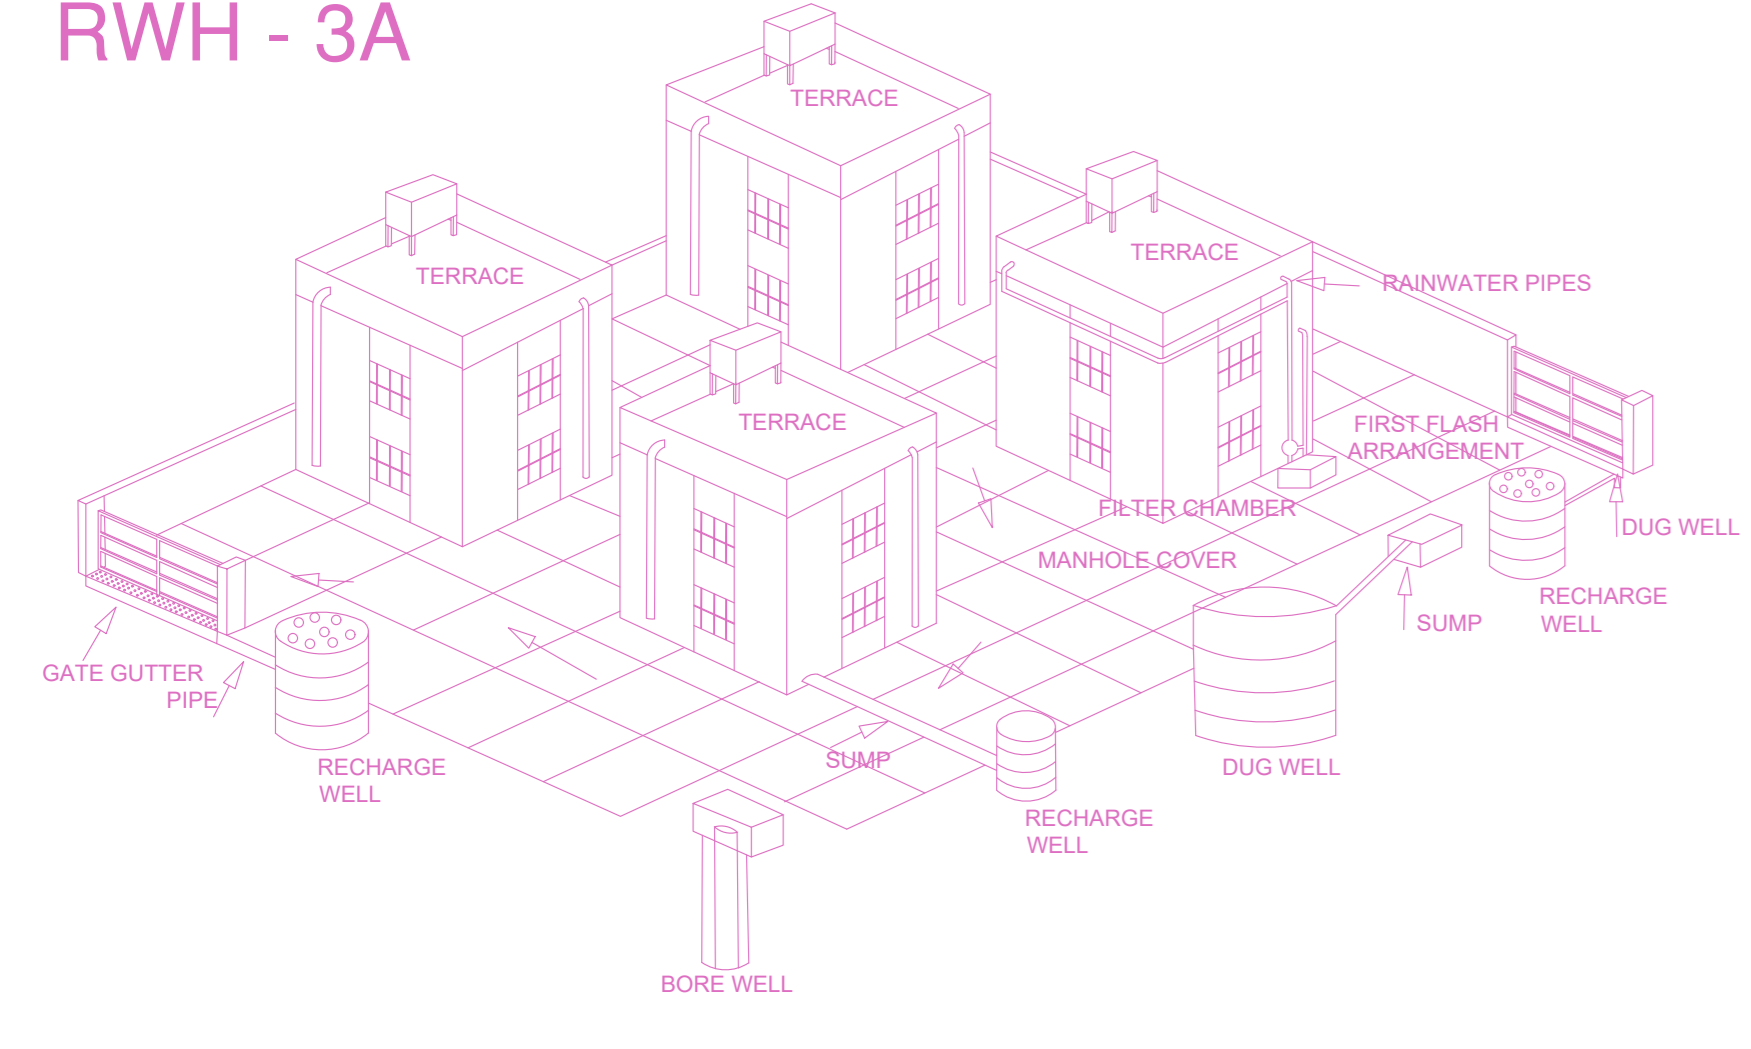 RWH - 3A
TERRACE
TERRACE
TERRACE
RAINWATER PIPES
TERRACE
FIRST FLASH
ARRANGEMENT
FILTER CHAMBER
DUG WELL
MANHOLE COVER
RECHARGE
WELL
SUMP
GATE GUTTER
PIPE
SUMP
RECHARGE
WELL
DUG WELL
RECHARGE
WELL
BORE WELL